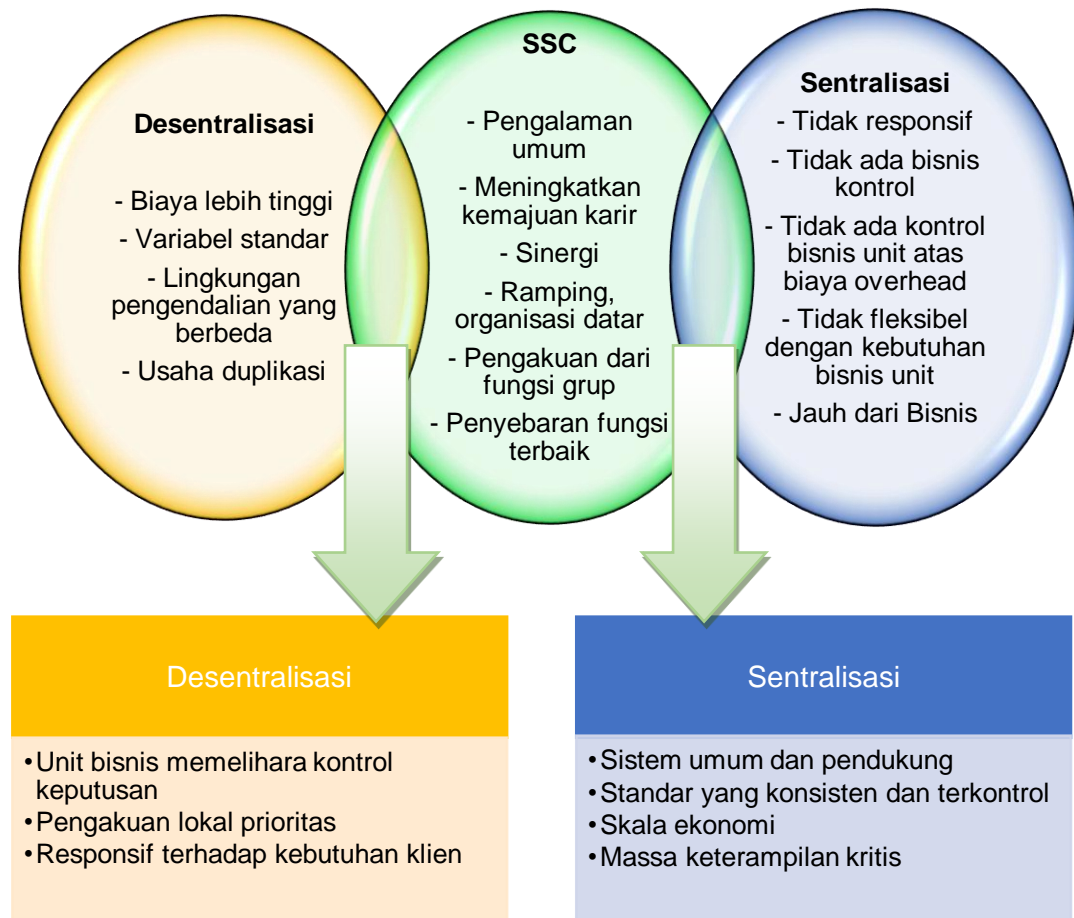 Desentralisasi
- Biaya lebih tinggi
- Variabel standar
- Lingkungan
pengendalian yang
berbeda
- Usaha duplikasi
SSC
- Pengalaman
umum
- Meningkatkan
kemajuan karir
- Sinergi
- Ramping,
organisasi datar
- Pengakuan dari
fungsi grup
- Penyebaran fungsi
terbaik
Sentralisasi
- Tidak responsif
- Tidak ada bisnis
kontrol
- Tidak ada kontrol
bisnis unit atas
biaya overhead
- Tidak fleksibel
dengan kebutuhan
bisnis unit
- Jauh dari Bisnis
Desentralisasi
•Unit bisnis memelihara kontrol
keputusan
•Pengakuan lokal prioritas
•Responsif terhadap kebutuhan klien
Sentralisasi
•Sistem umum dan pendukung
•Standar yang konsisten dan terkontrol
•Skala ekonomi
•Massa keterampilan kritis